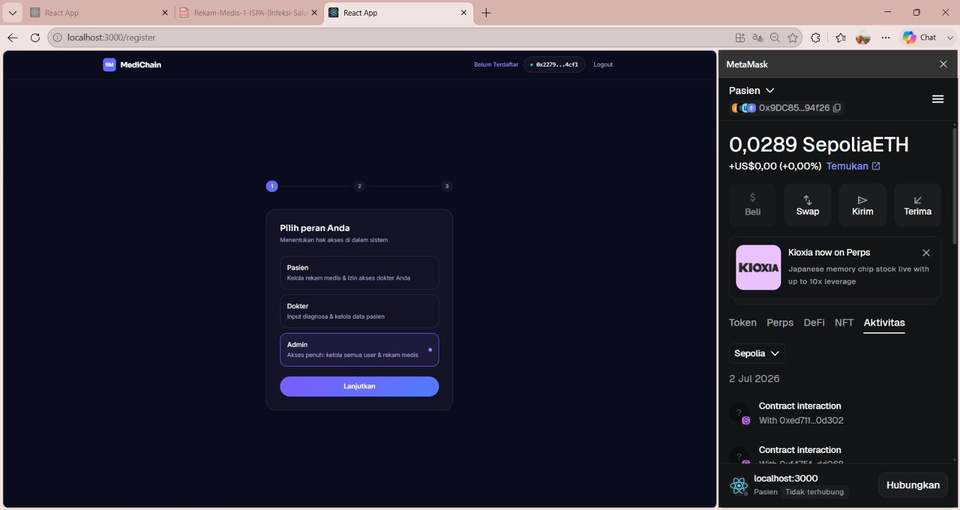 React App
Rekam-Medis-1-ISPA-(Infeksi-Sal
React App
localhost:3000/register
Chat
RM MediChain
Belum Terdaftar
0x2279...4cf1
Logout
1 2 3
Pilih peran Anda
Menentukan hak akses di dalam sistem
Pasien
Kelola rekam medis & izin akses dokter Anda
Dokter
Input diagnosa & kelola data pasien
Admin
Akses penuh: kelola semua user & rekam medis
Lanjutkan
MetaMask
Pasien
0x9DC85...94f26
0,0289 SepoliaETH
+US$0,00 (+0,00%) Temukan
Beli Swap Kirim Terima
KIOXIA
Kioxia now on Perps
Japanese memory chip stock live with
up to 10x leverage
Token Perps DeFi NFT Aktivitas
Sepolia
2 Jul 2026
? Contract interaction
With 0xed711...0d302
Contract interaction
localhost:3000
Pasien Tidak terhubung
Hubungkan